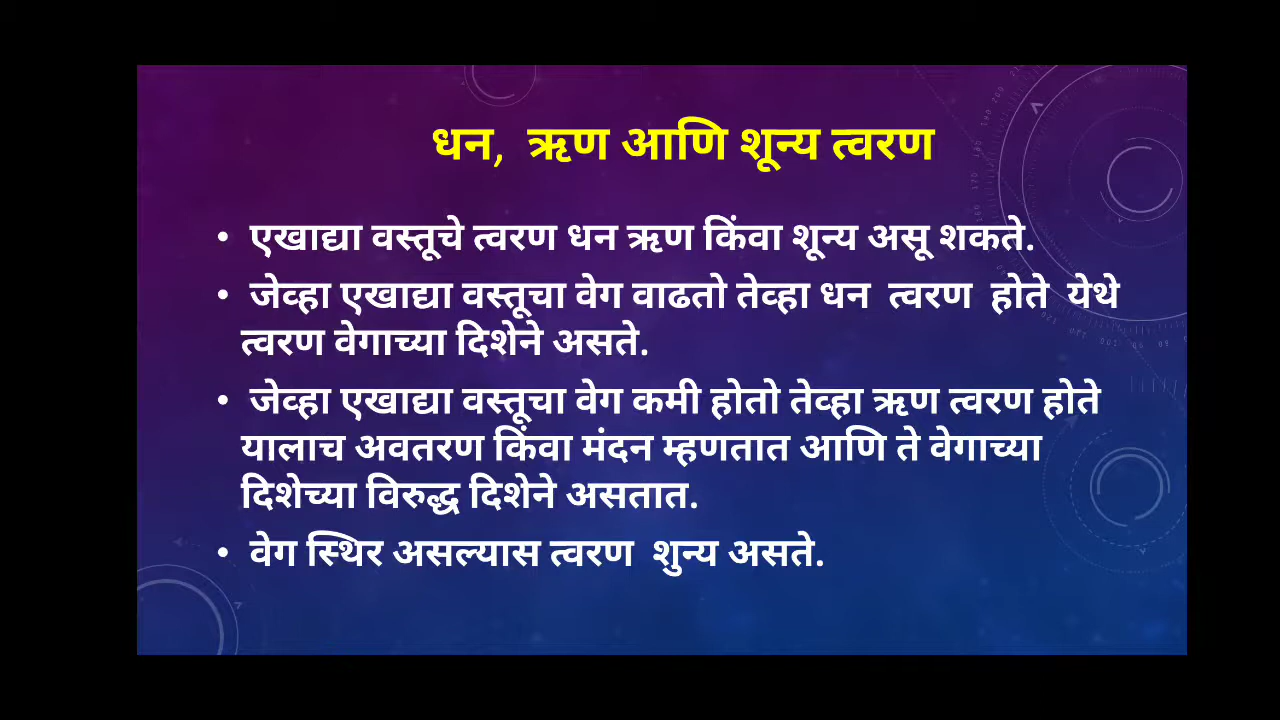 धन, ऋण आणि शून्य त्वरण
• एखाद्या वस्तूचे त्वरण धन ऋण किंवा शून्य असू शकते.
• जेव्हा एखाद्या वस्तूचा वेग वाढतो तेव्हा धन त्वरण होते येथे
त्वरण वेगाच्या दिशेने असते.
• जेव्हा एखाद्या वस्तूचा वेग कमी होतो तेव्हा ऋण त्वरण होते
यालाच अवतरण किंवा मंदन म्हणतात आणि ते वेगाच्या
दिशेच्या विरुद्ध दिशेने असतात.
• वेग स्थिर असल्यास त्वरण शुन्य असते.